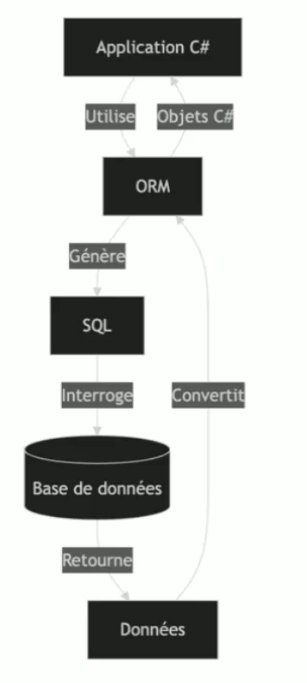 Application C#
Utilise
Objets C#
ORM
Génère
SQL
Interroge
Convertit
Base de données
Retourne
Données